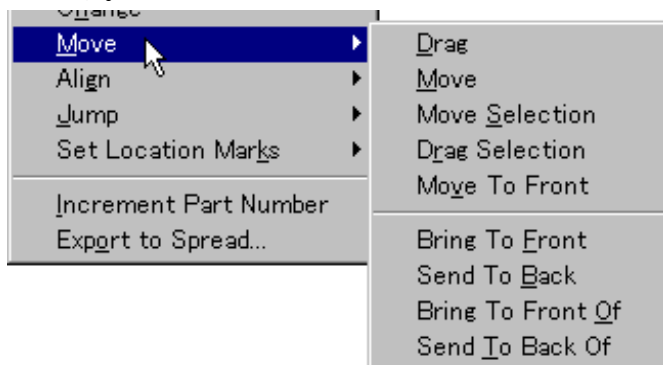 Change
Move
Align
Jump
Set Location Marks
Increment Part Number
Export to Spread...
Drag
Move
Move Selection
Drag Selection
Move To Front
Bring To Front
Send To Back
Bring To Front Of
Send To Back Of